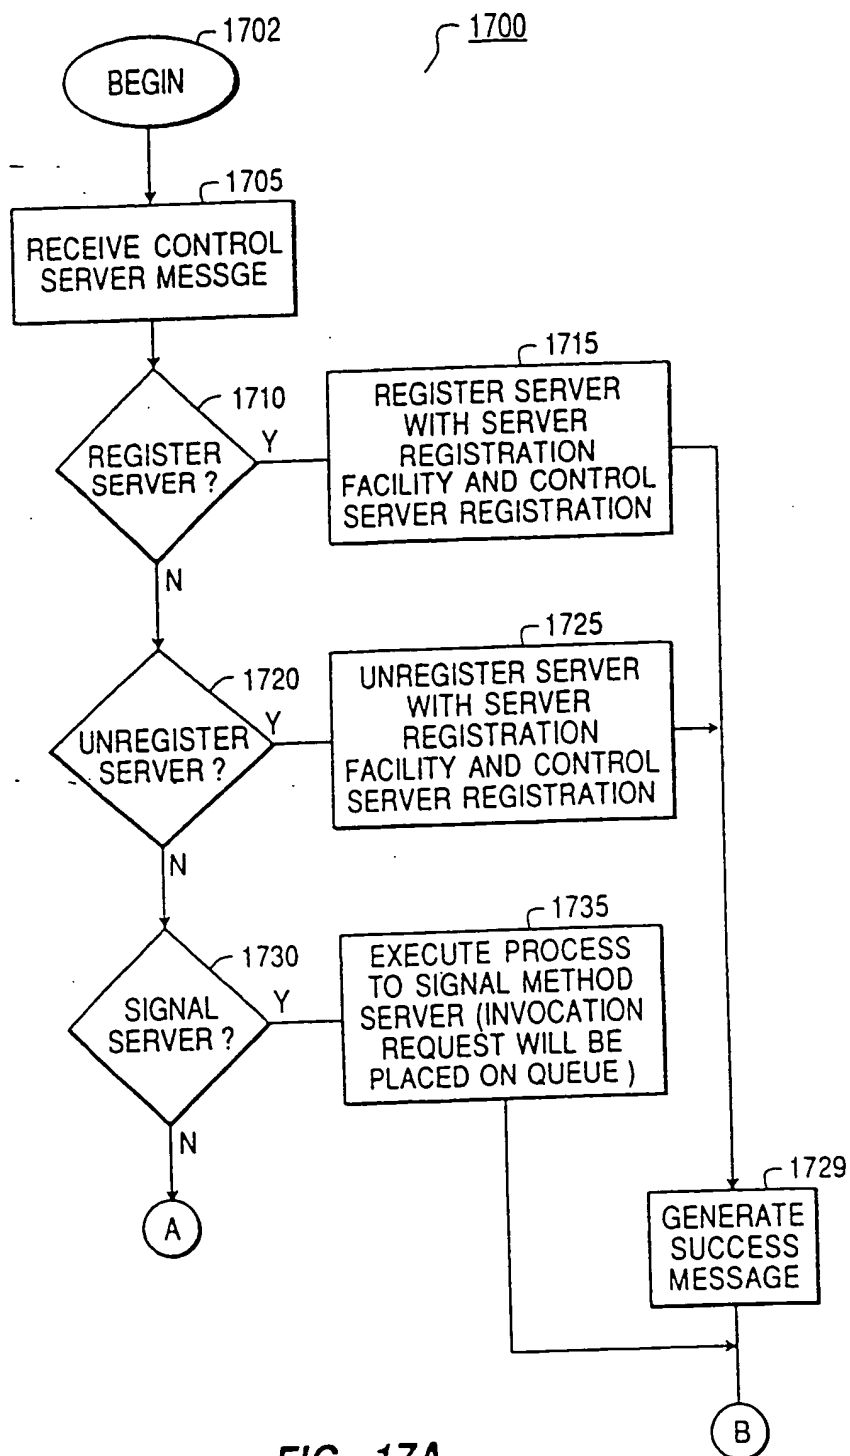 1702
1700
BEGIN
1705
RECEIVE CONTROL
SERVER MESSGE
1710
REGISTER
SERVER ?
Y
N
1715
REGISTER SERVER
WITH SERVER
REGISTRATION
FACILITY AND CONTROL
SERVER REGISTRATION
1720
UNREGISTER
SERVER ?
Y
N
1725
UNREGISTER SERVER
WITH SERVER
REGISTRATION
FACILITY AND CONTROL
SERVER REGISTRATION
1730
SIGNAL
SERVER ?
Y
N
1735
EXECUTE PROCESS
TO SIGNAL METHOD
SERVER (INVOCATION
REQUEST WILL BE
PLACED ON QUEUE )
A
1729
GENERATE
SUCCESS
MESSAGE
B
FIG. 17A